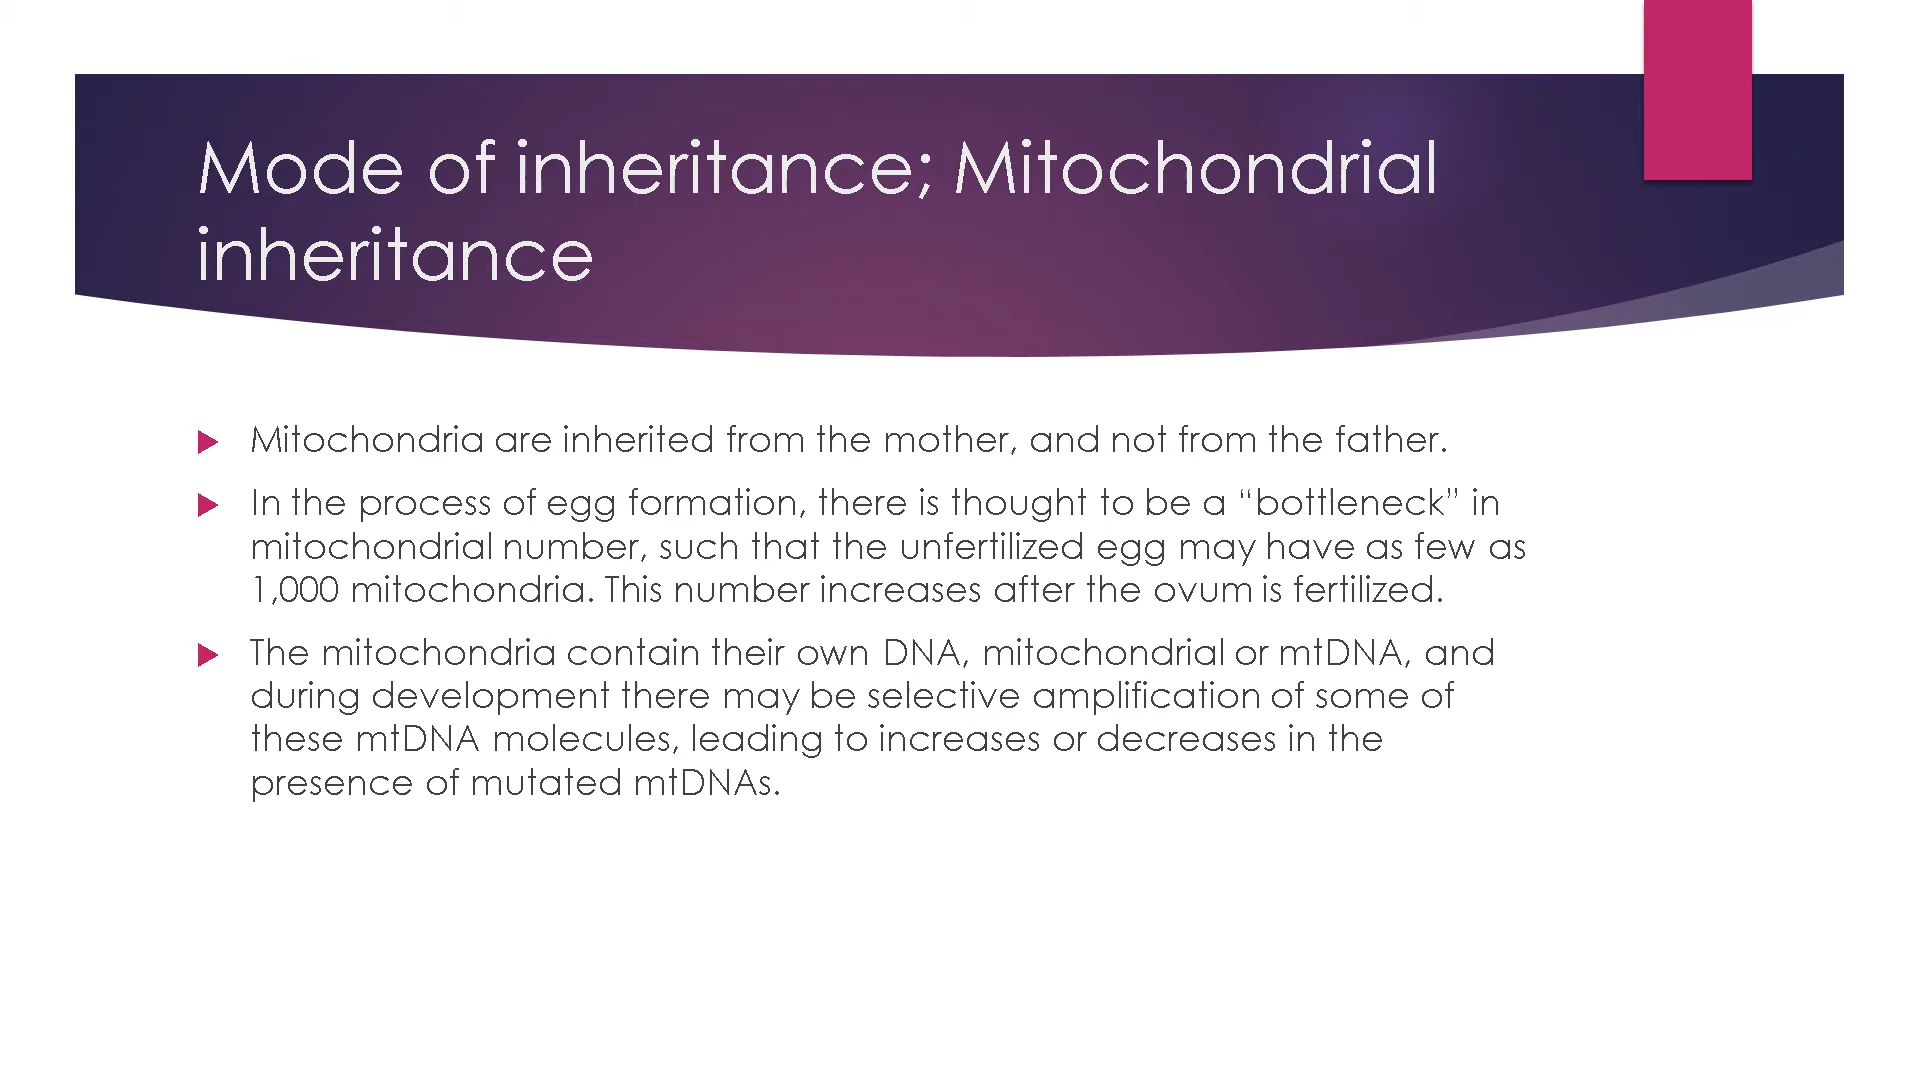 Mode of inheritance; Mitochondrial
inheritance
Mitochondria are inherited from the mother, and not from the father.
In the process of egg formation, there is thought to be a “bottleneck” in
mitochondrial number, such that the unfertilized egg may have as few as
1,000 mitochondria. This number increases after the ovum is fertilized.
The mitochondria contain their own DNA, mitochondrial or mtDNA, and
during development there may be selective amplification of some of
these mtDNA molecules, leading to increases or decreases in the
presence of mutated mtDNAs.